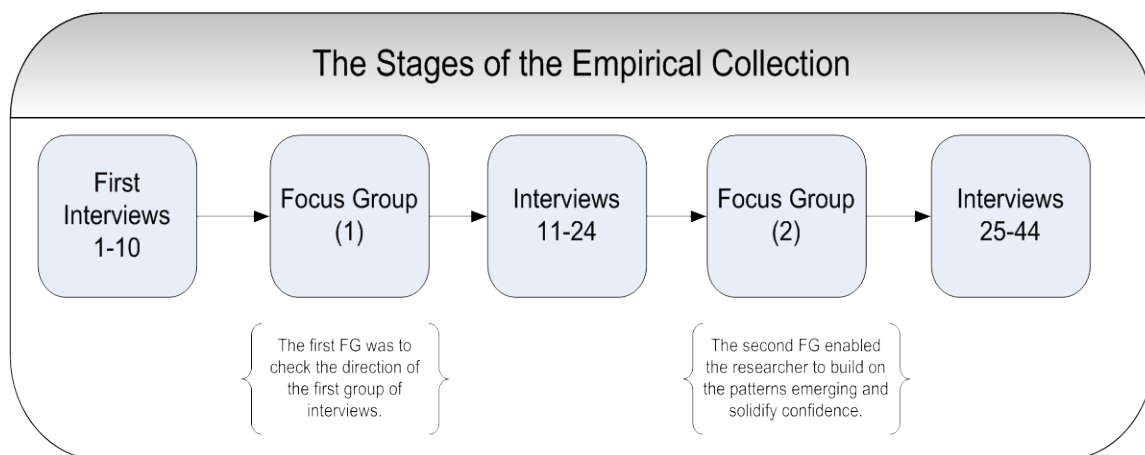 The Stages of the Empirical Collection
First
Interviews
1-10
Focus Group
(1)
Interviews
11-24
Focus Group
(2)
Interviews
25-44
The first FG was to
check the direction of
the first group of
interviews.
The second FG enabled
the researcher to build on
the patterns emerging and
solidify confidence.